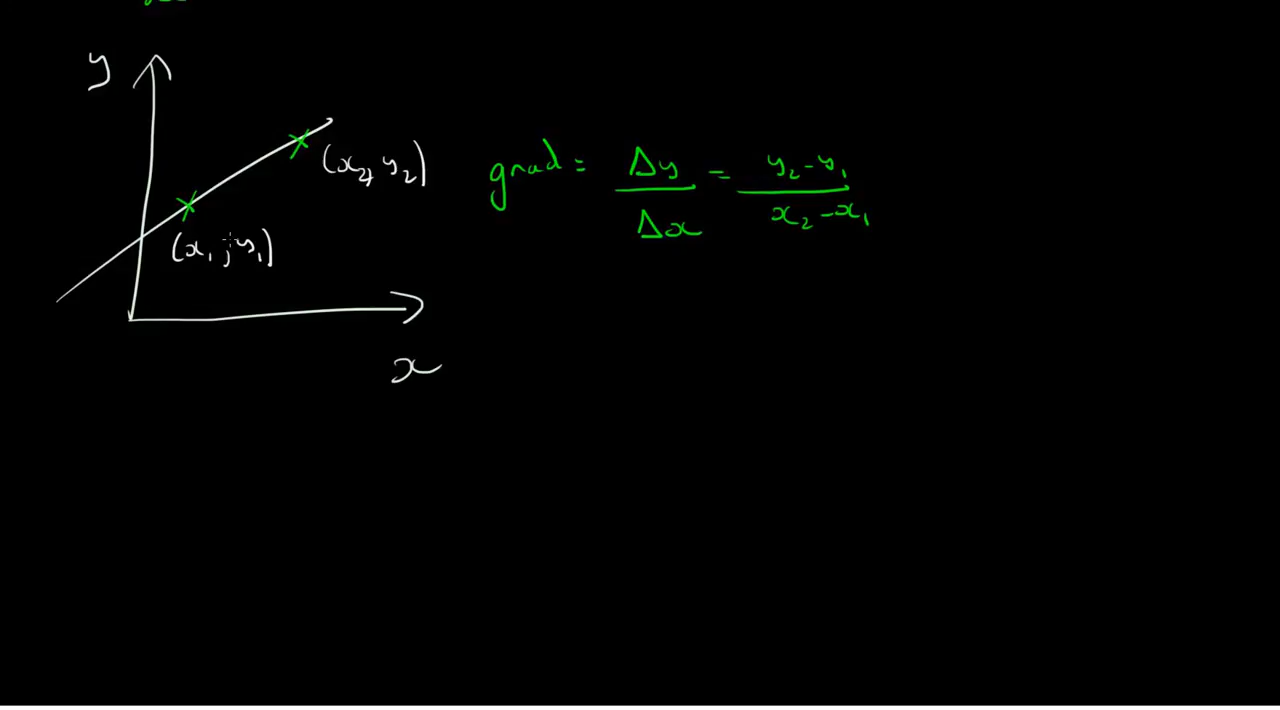 y
(x₂, y₂)
grad = Δy/Δx = y₂-y₁/x₂-x₁
(x₁, y₁)
x